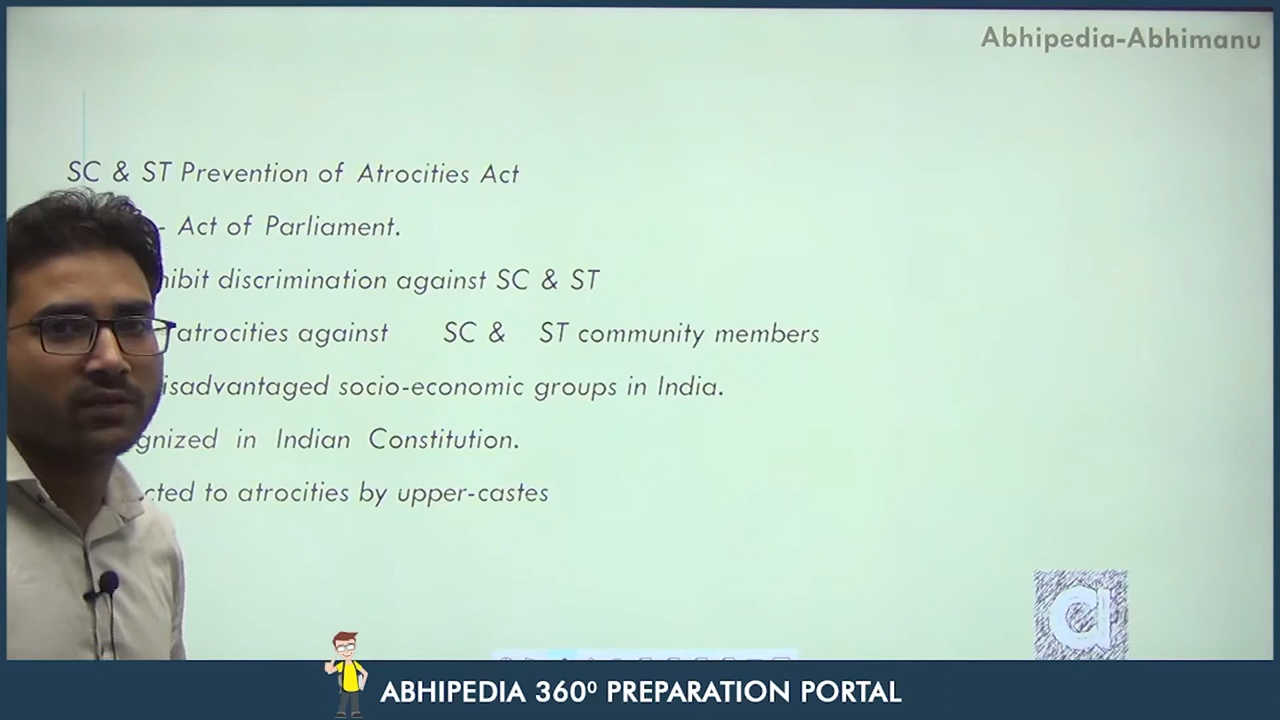 Abhipedia-Abhimanu
SC & ST Prevention of Atrocities Act
- Act of Parliament.
hibit discrimination against SC & ST
atrocities against SC & ST community members
isadvantaged socio-economic groups in India.
gnized in Indian Constitution.
cted to atrocities by upper-castes
a
ABHIPEDIA 360⁰ PREPARATION PORTAL